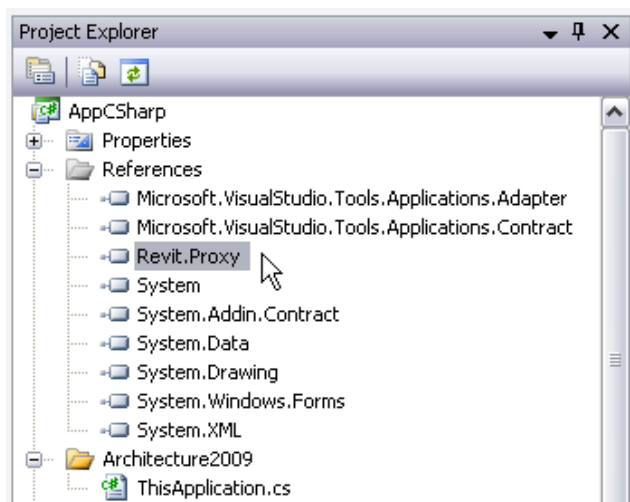 Project Explorer
AppCSharp
Properties
References
Microsoft.VisualStudio.Tools.Applications.Adapter
Microsoft.VisualStudio.Tools.Applications.Contract
Revit.Proxy
System
System.Addin.Contract
System.Data
System.Drawing
System.Windows.Forms
System.XML
Architecture2009
ThisApplication.cs